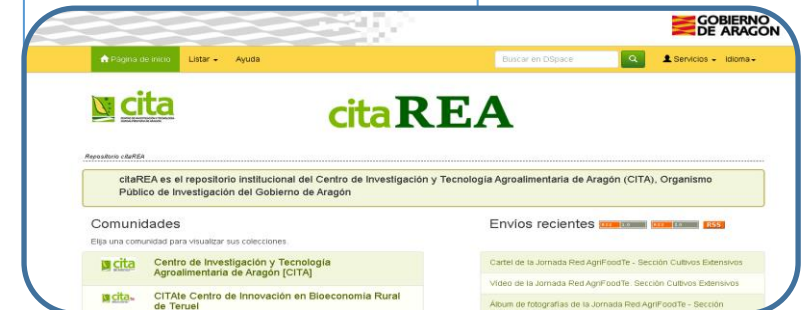 GOBIERNO
DE ARAGON
Página de inicio Listar Ayuda Buscar en DSpace Servicios Idioma
cita
citaREA
Repositorio citaREA
citaREA es el repositorio institucional del Centro de Investigación y Tecnología Agroalimentaria de Aragón (CITA), Organismo
Público de Investigación del Gobierno de Aragón
Comunidades
Elija una comunidad para visualizar sus colecciones.
Envíos recientes RSS
cita Centro de Investigación y Tecnología
Agroalimentaria de Aragón [CITA]
cita CITAte Centro de Innovación en Bioeconomía Rural
de Teruel
Cartel de la Jornada Red AgriFoodTe - Sección Cultivos Extensivos
Vídeo de la Jornada Red AgriFoodTe. Sección Cultivos Extensivos
Álbum de fotografías de la Jornada Red AgriFoodTe - Sección